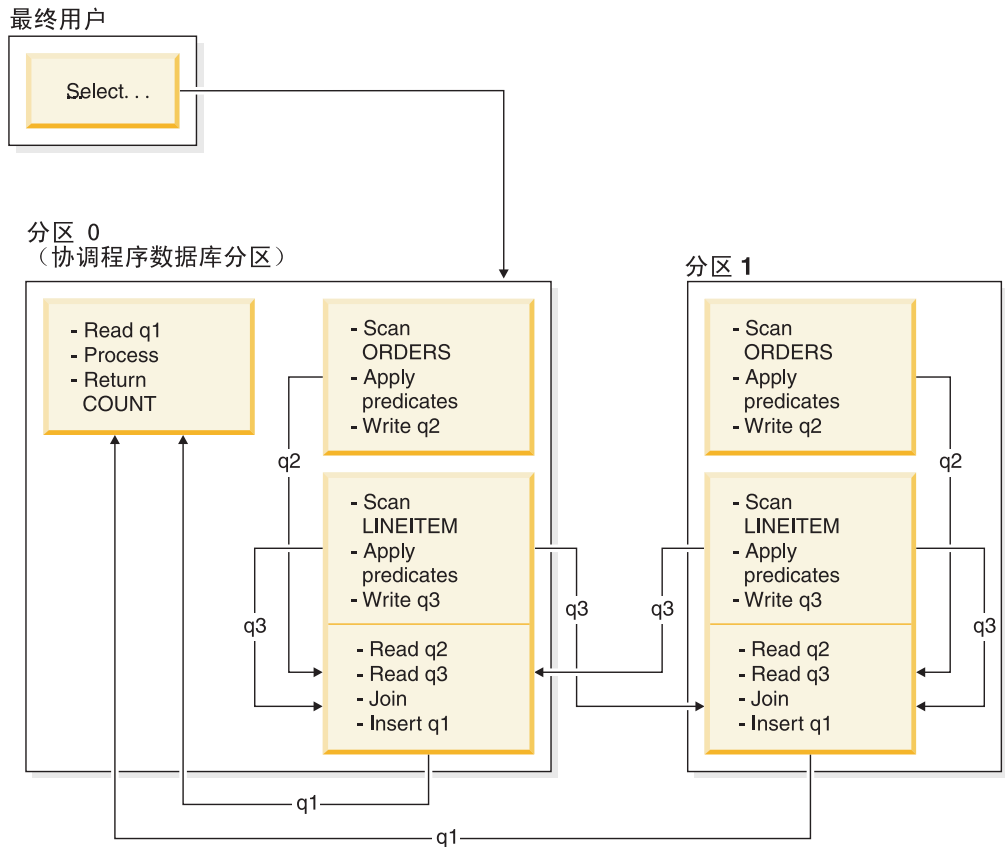 最终用户
Select. . .
分区 0
（协调程序数据库分区）
- Read q1
- Process
- Return
COUNT
- Scan
ORDERS
- Apply
predicates
- Write q2
q2
- Scan
LINEITEM
- Apply
predicates
- Write q3
q3
q3
- Read q2
- Read q3
- Join
- Insert q1
分区 1
- Scan
ORDERS
- Apply
predicates
- Write q2
q2
- Scan
LINEITEM
- Apply
predicates
- Write q3
q3
q3
- Read q2
- Read q3
- Join
- Insert q1
q1
q1